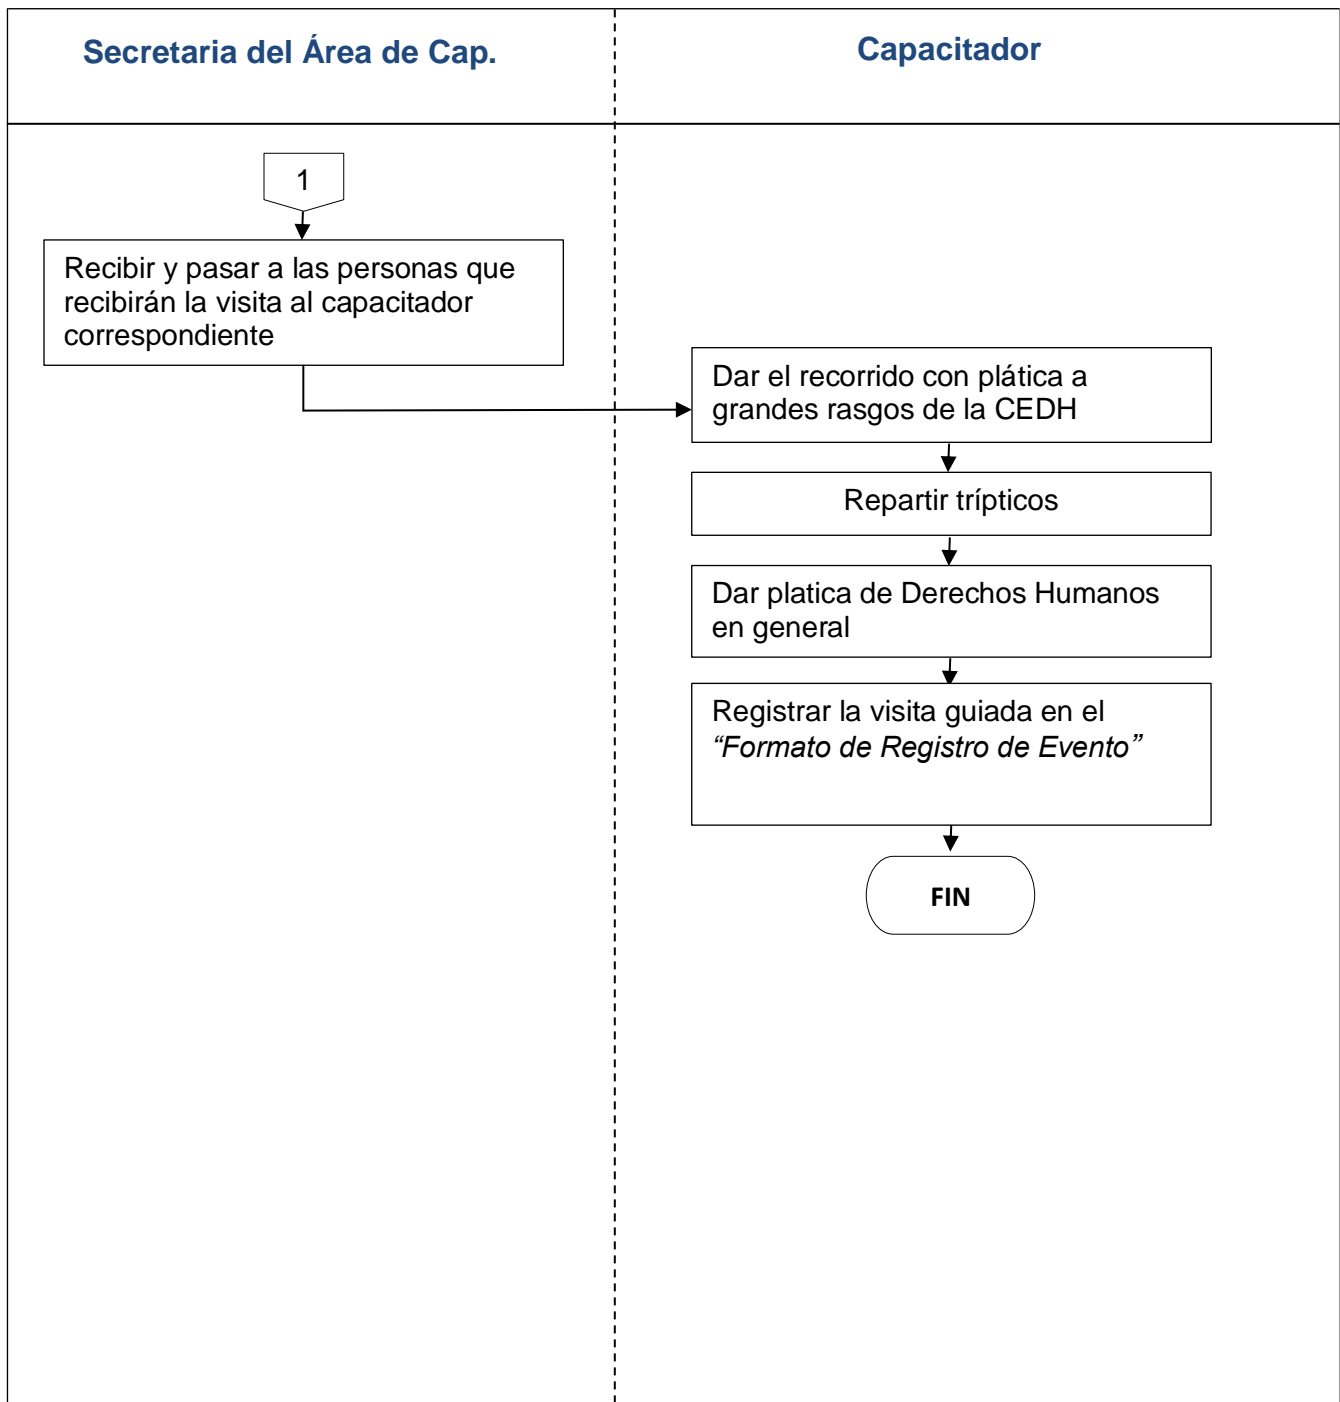 Secretaria del Área de Cap.
Capacitador
1
Recibir y pasar a las personas que
recibirán la visita al capacitador
correspondiente
Dar el recorrido con plática a
grandes rasgos de la CEDH
Repartir trípticos
Dar platica de Derechos Humanos
en general
Registrar la visita guiada en el
“Formato de Registro de Evento”
FIN